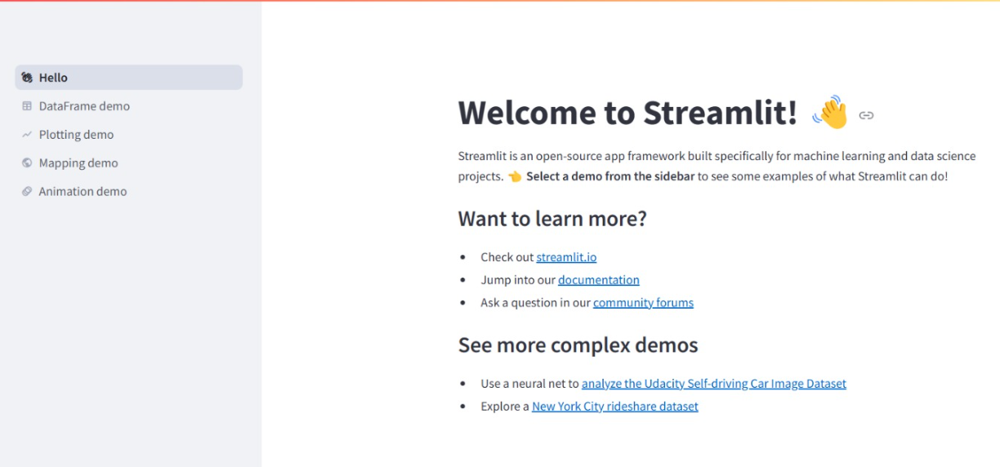 Hello
DataFrame demo
Plotting demo
Mapping demo
Animation demo
Welcome to Streamlit! 👋
Streamlit is an open-source app framework built specifically for machine learning and data science
projects. 👈 Select a demo from the sidebar to see some examples of what Streamlit can do!
Want to learn more?
• Check out streamlit.io
• Jump into our documentation
• Ask a question in our community forums
See more complex demos
• Use a neural net to analyze the Udacity Self-driving Car Image Dataset
• Explore a New York City rideshare dataset